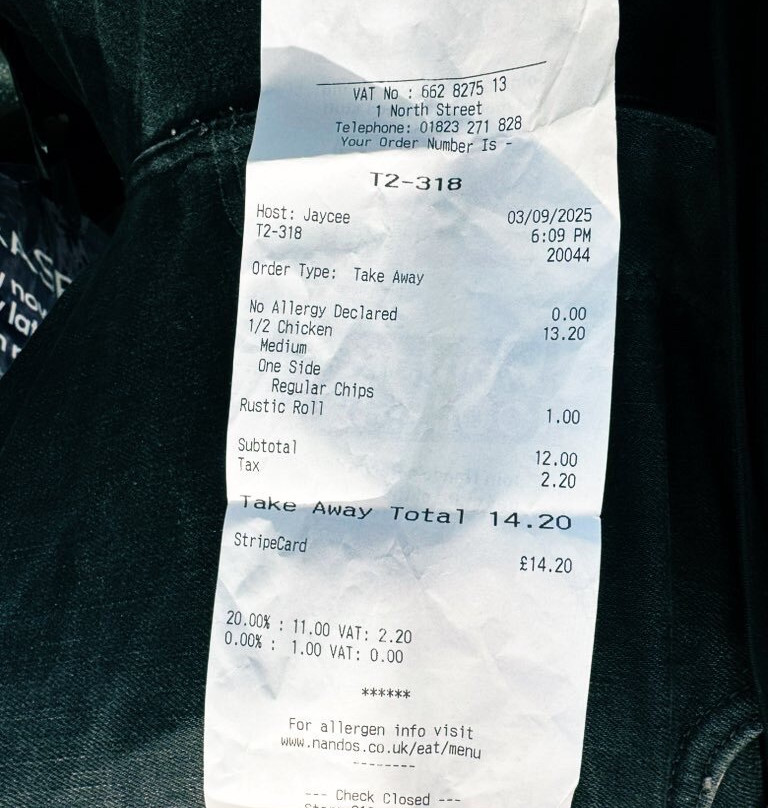 VAT No : 662 8275 13
1 North Street
Telephone: 01823 271 828
Your Order Number Is -
T2-318
Host: Jaycee 03/09/2025
T2-318 6:09 PM
20044
Order Type: Take Away
No Allergy Declared 0.00
1/2 Chicken 13.20
Medium
One Side
Regular Chips
Rustic Roll 1.00
Subtotal 12.00
Tax 2.20
Take Away Total 14.20
StripeCard £14.20
20.00% : 11.00 VAT: 2.20
0.00% : 1.00 VAT: 0.00
******
For allergen info visit
www.nandos.co.uk/eat/menu
--------
--- Check Closed ---